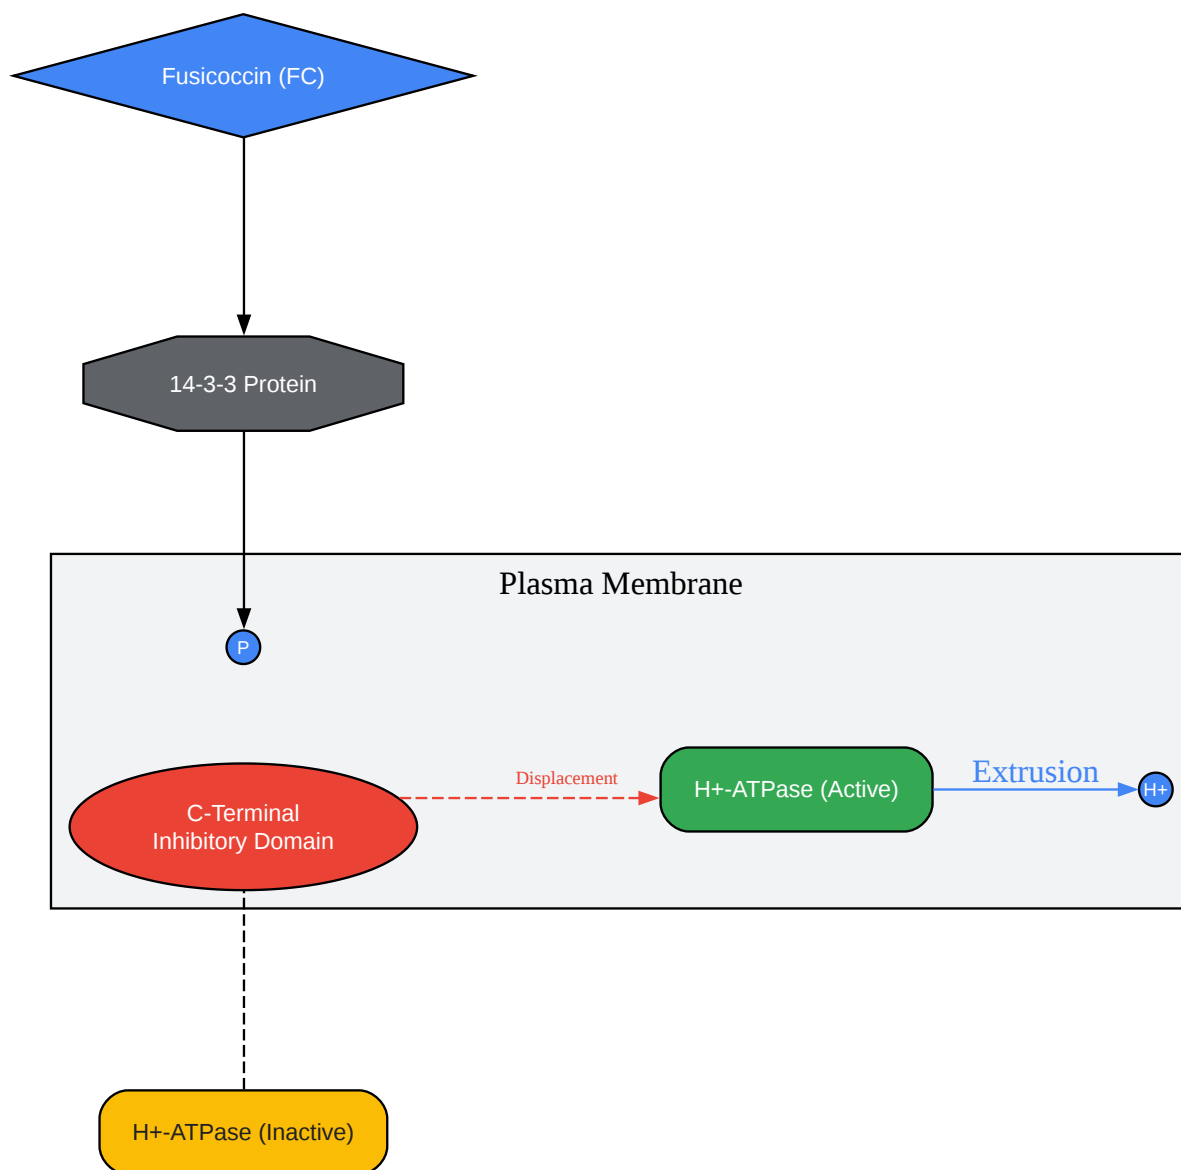 Fusicoccin (FC)
14-3-3 Protein
Plasma Membrane
P
Displacement
H+-ATPase (Active)
Extrusion
H+
C-Terminal
Inhibitory Domain
H+-ATPase (Inactive)